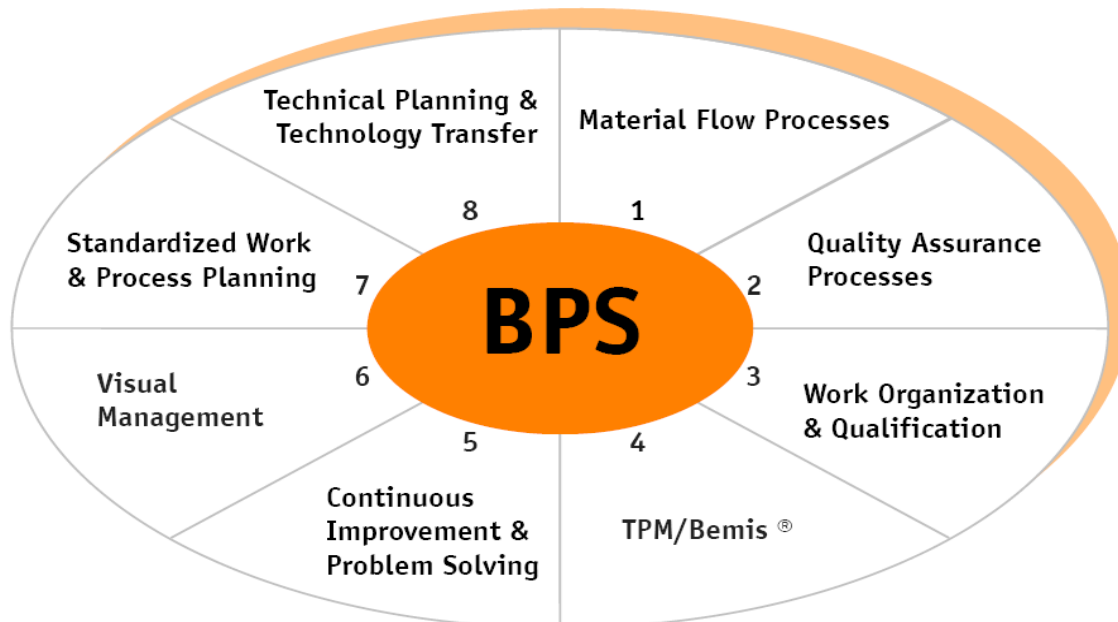 Technical Planning &
Technology Transfer
Material Flow Processes
8
1
Standardized Work
& Process Planning
7
Quality Assurance
Processes
2
BPS
Visual
Management
6
Work Organization
& Qualification
3
5
4
Continuous
Improvement &
Problem Solving
TPM/Bemis ®